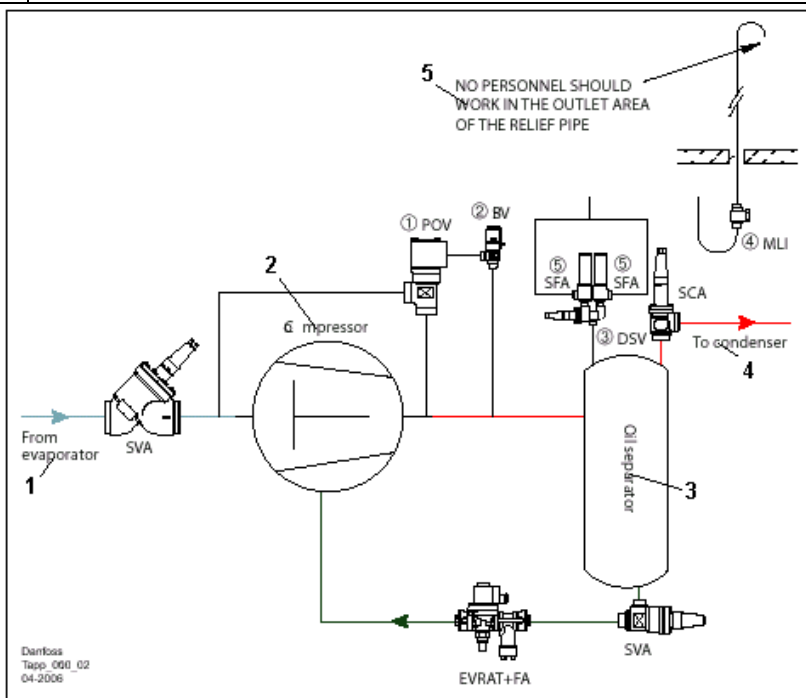 5
NO PERSONNEL SHOULD
WORK IN THE OUTLET AREA
OF THE RELIEF PIPE
① POV
② BV
④ MLI
⑤
SFA
⑤
SFA
SCA
③ DSV
To condenser
4
2
mpressor
From
evaporator
1
SVA
Oil separator
3
EVRAT+FA
SVA
Danfoss
Tapp_060_02
04-2006